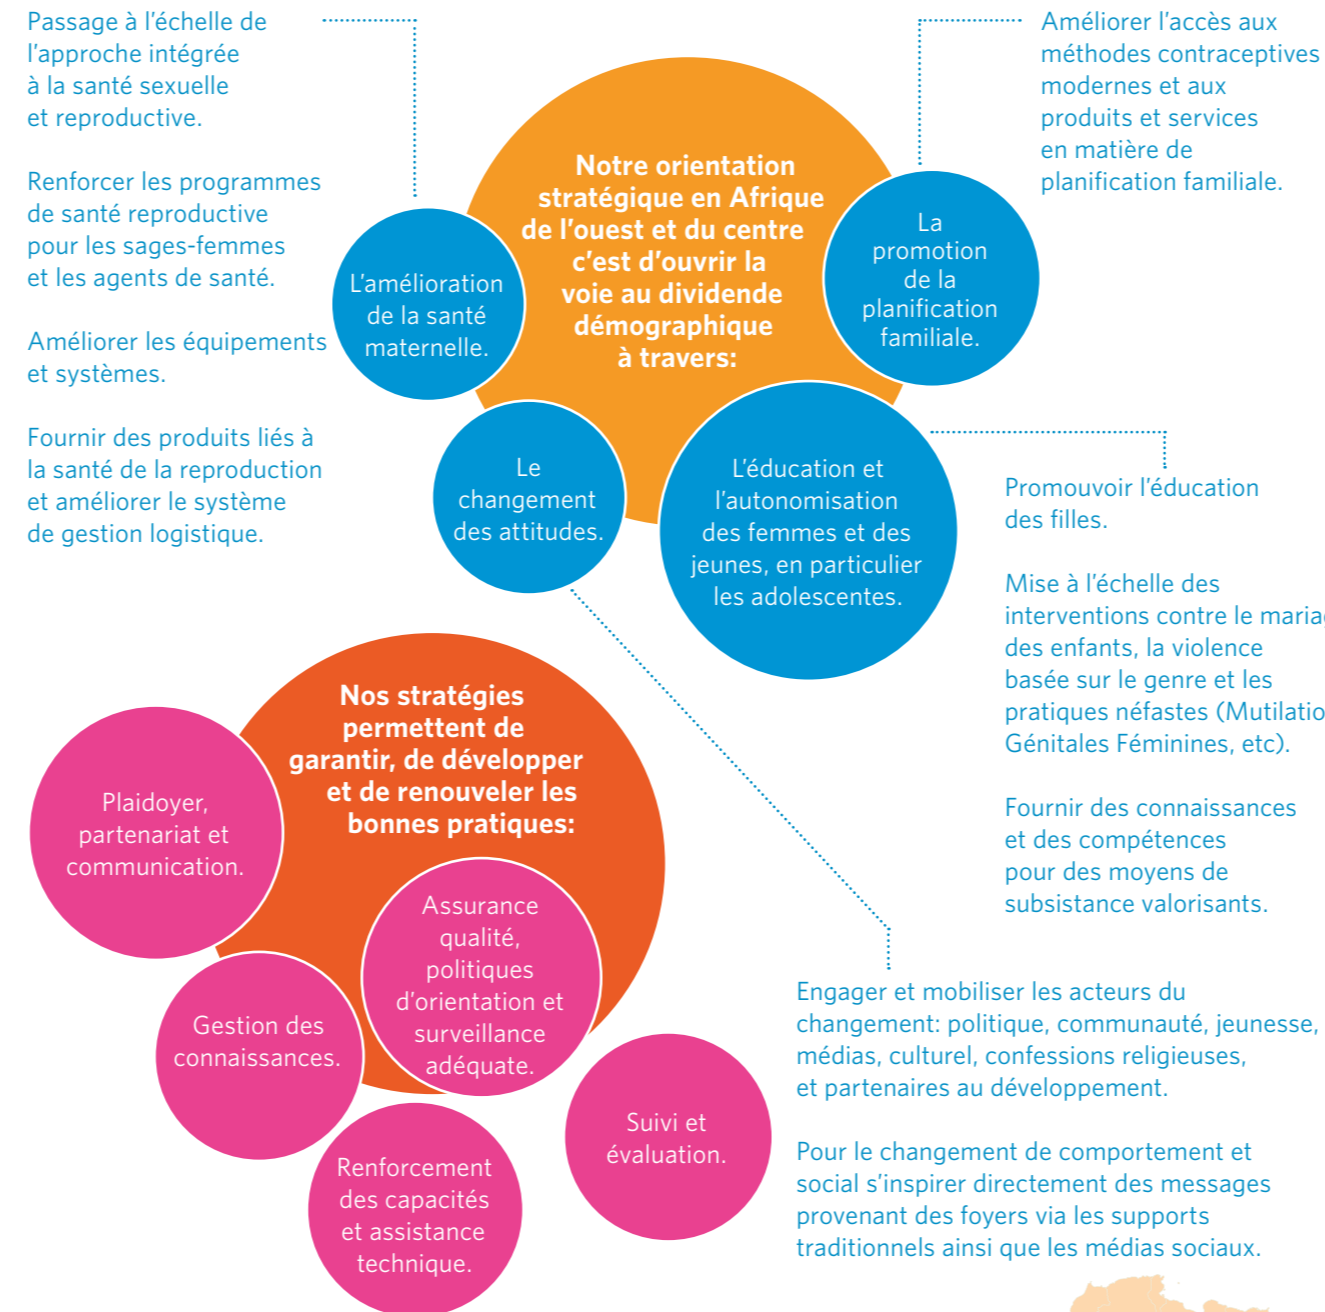 Passage à l'échelle de
l'approche intégrée
à la santé sexuelle
et reproductive.
Renforcer les programmes
de santé reproductive
pour les sages-femmes
et les agents de santé.
Améliorer les équipements
et systèmes.
Fournir des produits liés à
la santé de la reproduction
et améliorer le système
de gestion logistique.
Notre orientation
stratégique en Afrique
de l'ouest et du centre
c'est d'ouvrir la
voie au dividende
démographique
à travers:
L'amélioration
de la santé
maternelle.
Le
changement
des attitudes.
L'éducation et
l'autonomisation
des femmes et des
jeunes, en particulier
les adolescentes.
La
promotion
de la
planification
familiale.
Améliorer l'accès aux
méthodes contraceptives
modernes et aux
produits et services
en matière de
planification familiale.
Promouvoir l'éducation
des filles.
Mise à l'échelle des
interventions contre le
des enfants, la violence
basée sur le genre et les
pratiques néfastes
Génitales Féminines, etc).
Fournir des connaissances
et des compétences
pour des moyens de
subsistance valorisants.
Engager et mobiliser les acteurs du
changement: politique, communauté, jeunesse,
médias, culturel, confessions religieuses,
et partenaires au développement.
Pour le changement de comportement et
social s'inspirer directement des messages
provenant des foyers via les supports
traditionnels ainsi que les médias sociaux.
Nos stratégies
permettent de
garantir, de développer
et de renouveler les
bonnes pratiques:
Plaidoyer,
partenariat et
communication.
Gestion des
connaissances.
Assurance
qualité,
politiques
d'orientation et
surveillance
adéquate.
Renforcement
des capacités
et assistance
technique.
Suivi et
évaluation.